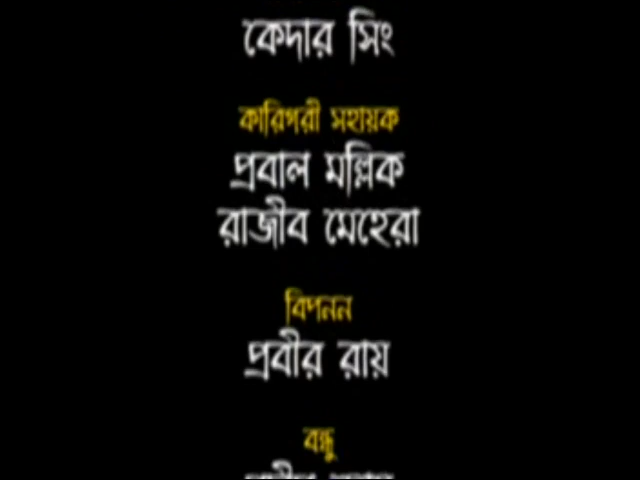 কেদার সিং
কারিগরী সহায়ক
প্রবাল মল্লিক
রাজীব মেহেরা
বিপনন
প্রবীর রায়
বন্ধু